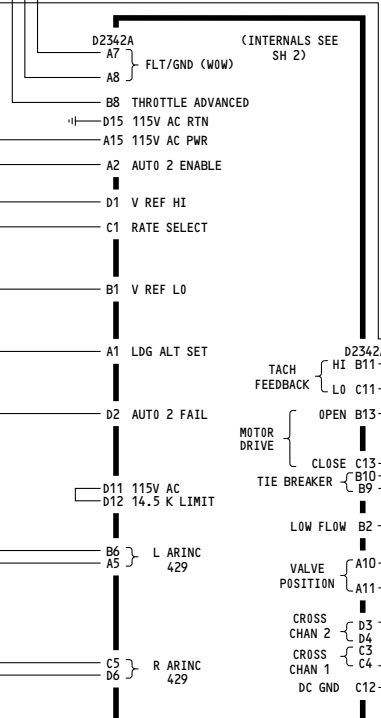 D2342A
(INTERNALS SEE
SH 2)
A7
A8
FLT/GND (WOW)
B8 THROTTLE ADVANCED
D15 115V AC RTN
A15 115V AC PWR
A2 AUTO 2 ENABLE
D1 V REF HI
C1 RATE SELECT
B1 V REF LO
A1 LDG ALT SET
D2342A
TACH
FEEDBACK
HI B11
LO C11
D2 AUTO 2 FAIL
MOTOR
DRIVE
OPEN B13
CLOSE C13
TIE BREAKER
B10
B9
D11 115V AC
D12 14.5 K LIMIT
LOW FLOW B2
B6
A5
L ARINC
429
VALVE
POSITION
A10
A11
CROSS
CHAN 2
D3
D4
CROSS
CHAN 1
C3
C4
C5
D6
R ARINC
429
DC GND C12